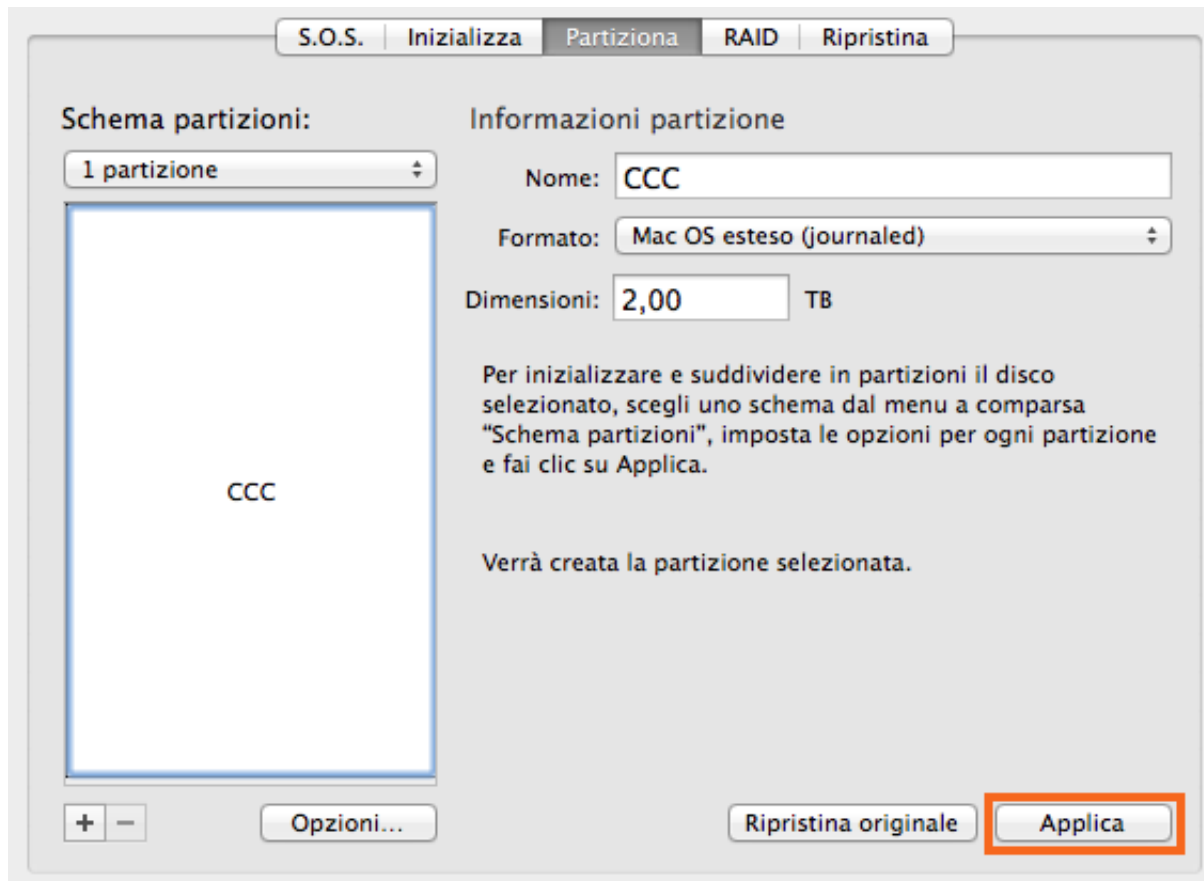 S.O.S. Inizializza Partiziona RAID Ripristina
Schema partizioni:
1 partizione
CCC
Informazioni partizione
Nome: CCC
Formato: Mac OS esteso (journaled)
Dimensioni: 2,00 TB
Per inizializzare e suddividere in partizioni il disco
selezionato, scegli uno schema dal menu a comparsa
“Schema partizioni”, imposta le opzioni per ogni partizione
e fai clic su Applica.
Verrà creata la partizione selezionata.
+ − Opzioni... Ripristina originale Applica